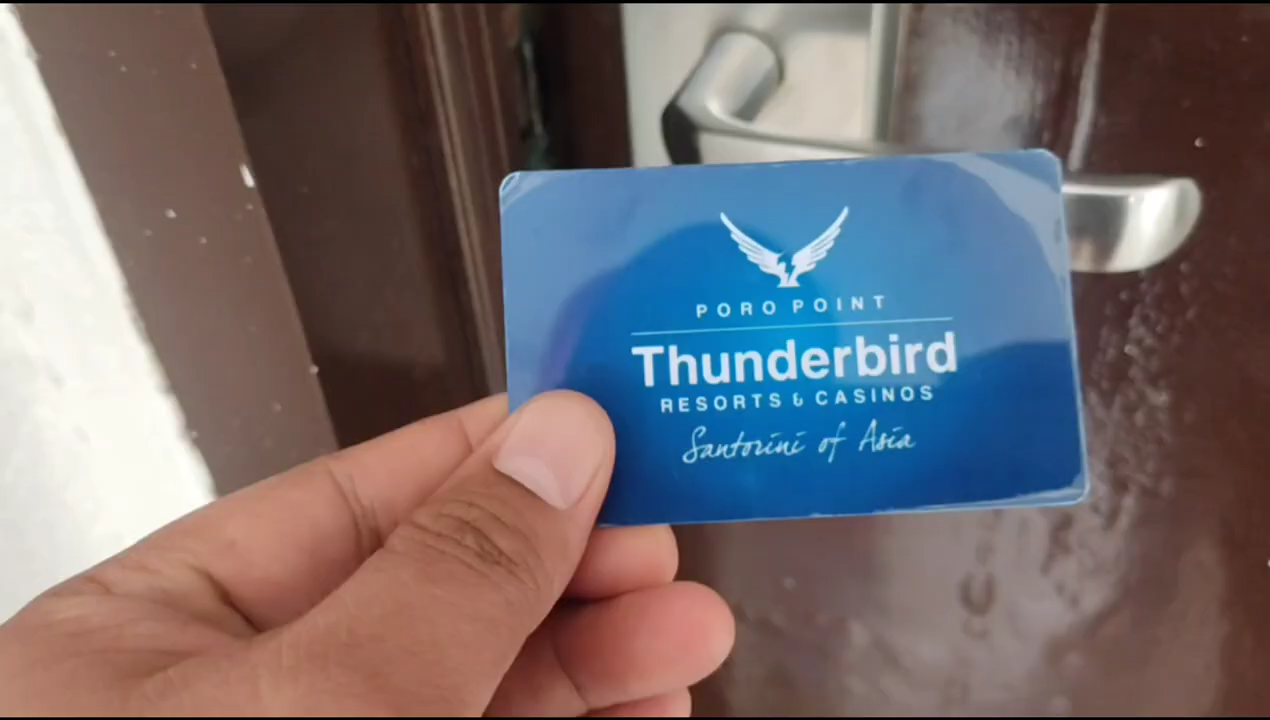 PORO POINT
Thunderbird
RESORTS & CASINOS
Santorini of Asia